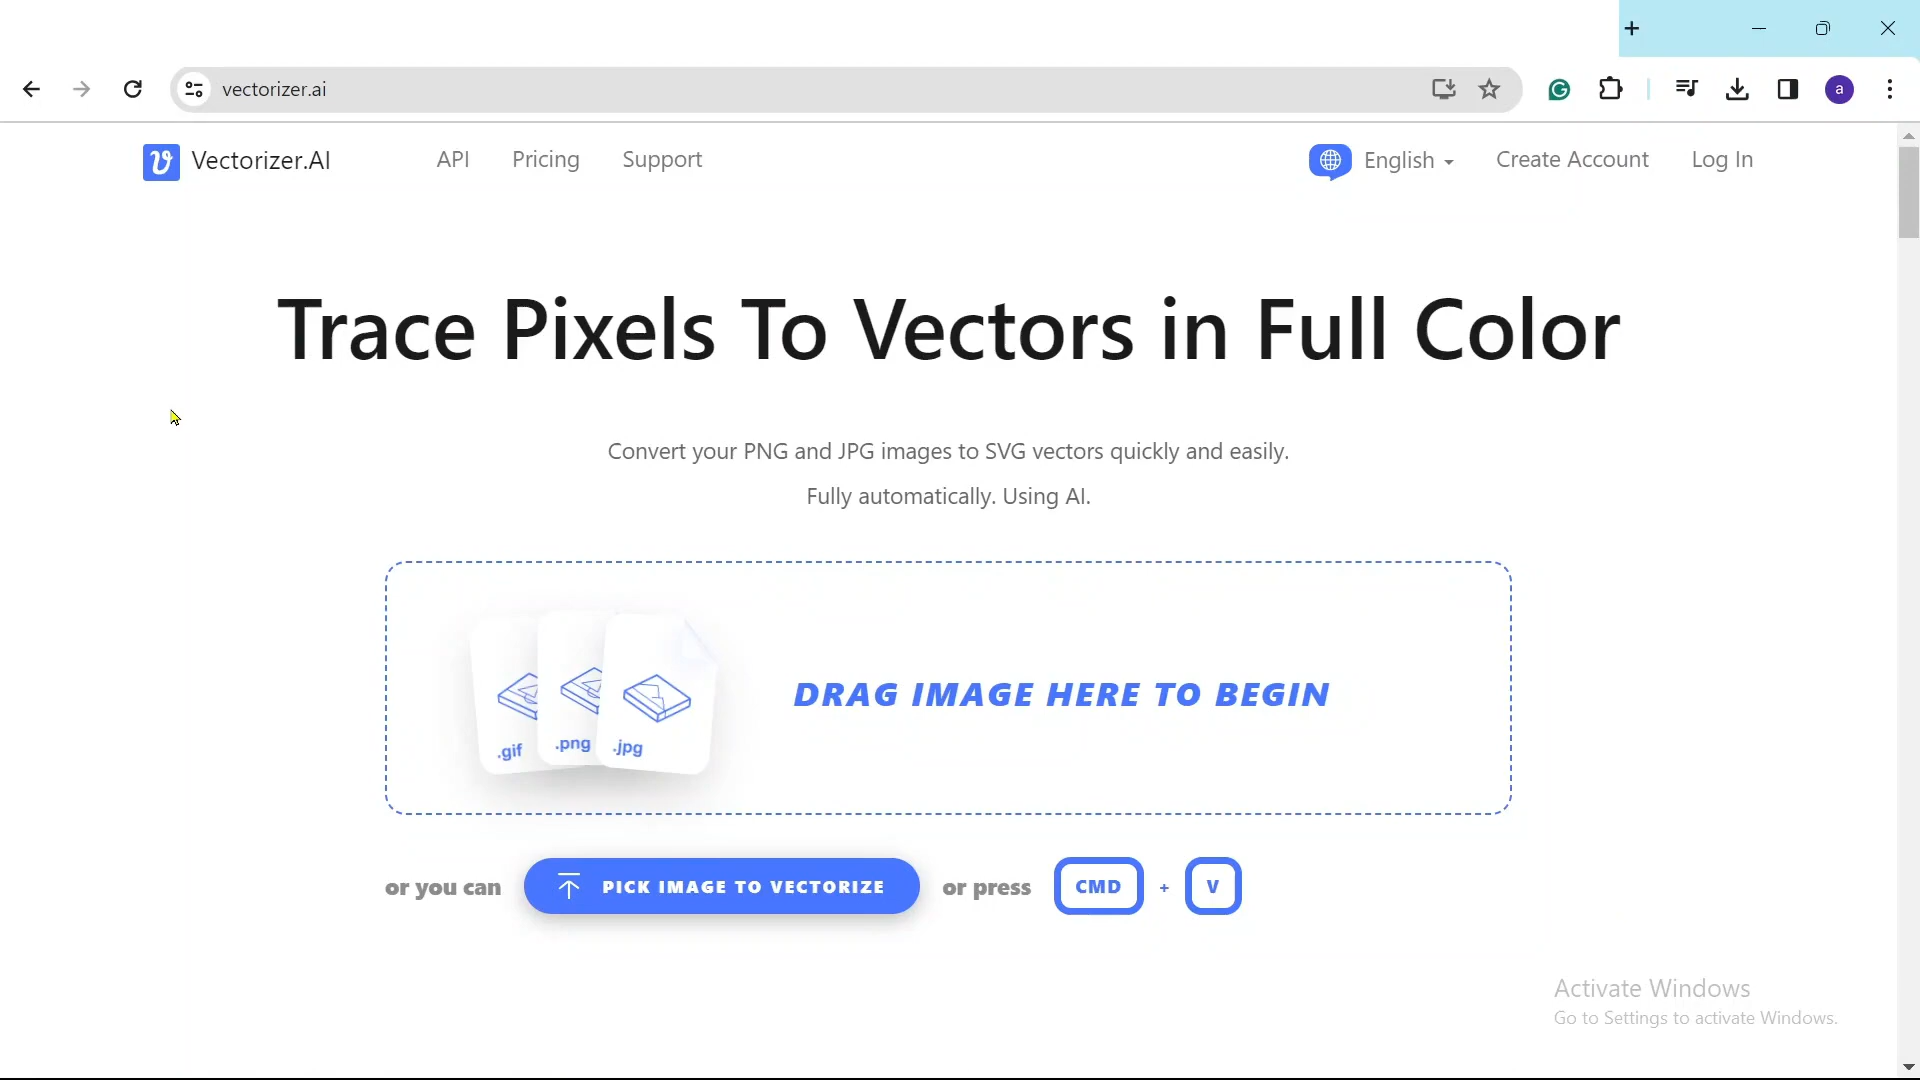 vectorizer.ai
a
Vectorizer.AI
API
Pricing
Support
English
Create Account
Log In
Trace Pixels To Vectors in Full Color
Convert your PNG and JPG images to SVG vectors quickly and easily.
Fully automatically. Using AI.
.gif
.png
.jpg
DRAG IMAGE HERE TO BEGIN
or you can
PICK IMAGE TO VECTORIZE
or press
CMD
+
V
Activate Windows
Go to Settings to activate Windows.